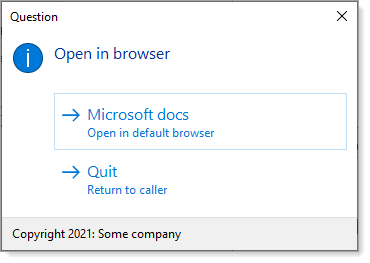 Question
Open in browser
Microsoft docs
Open in default browser
Quit
Return to caller
Copyright 2021: Some company